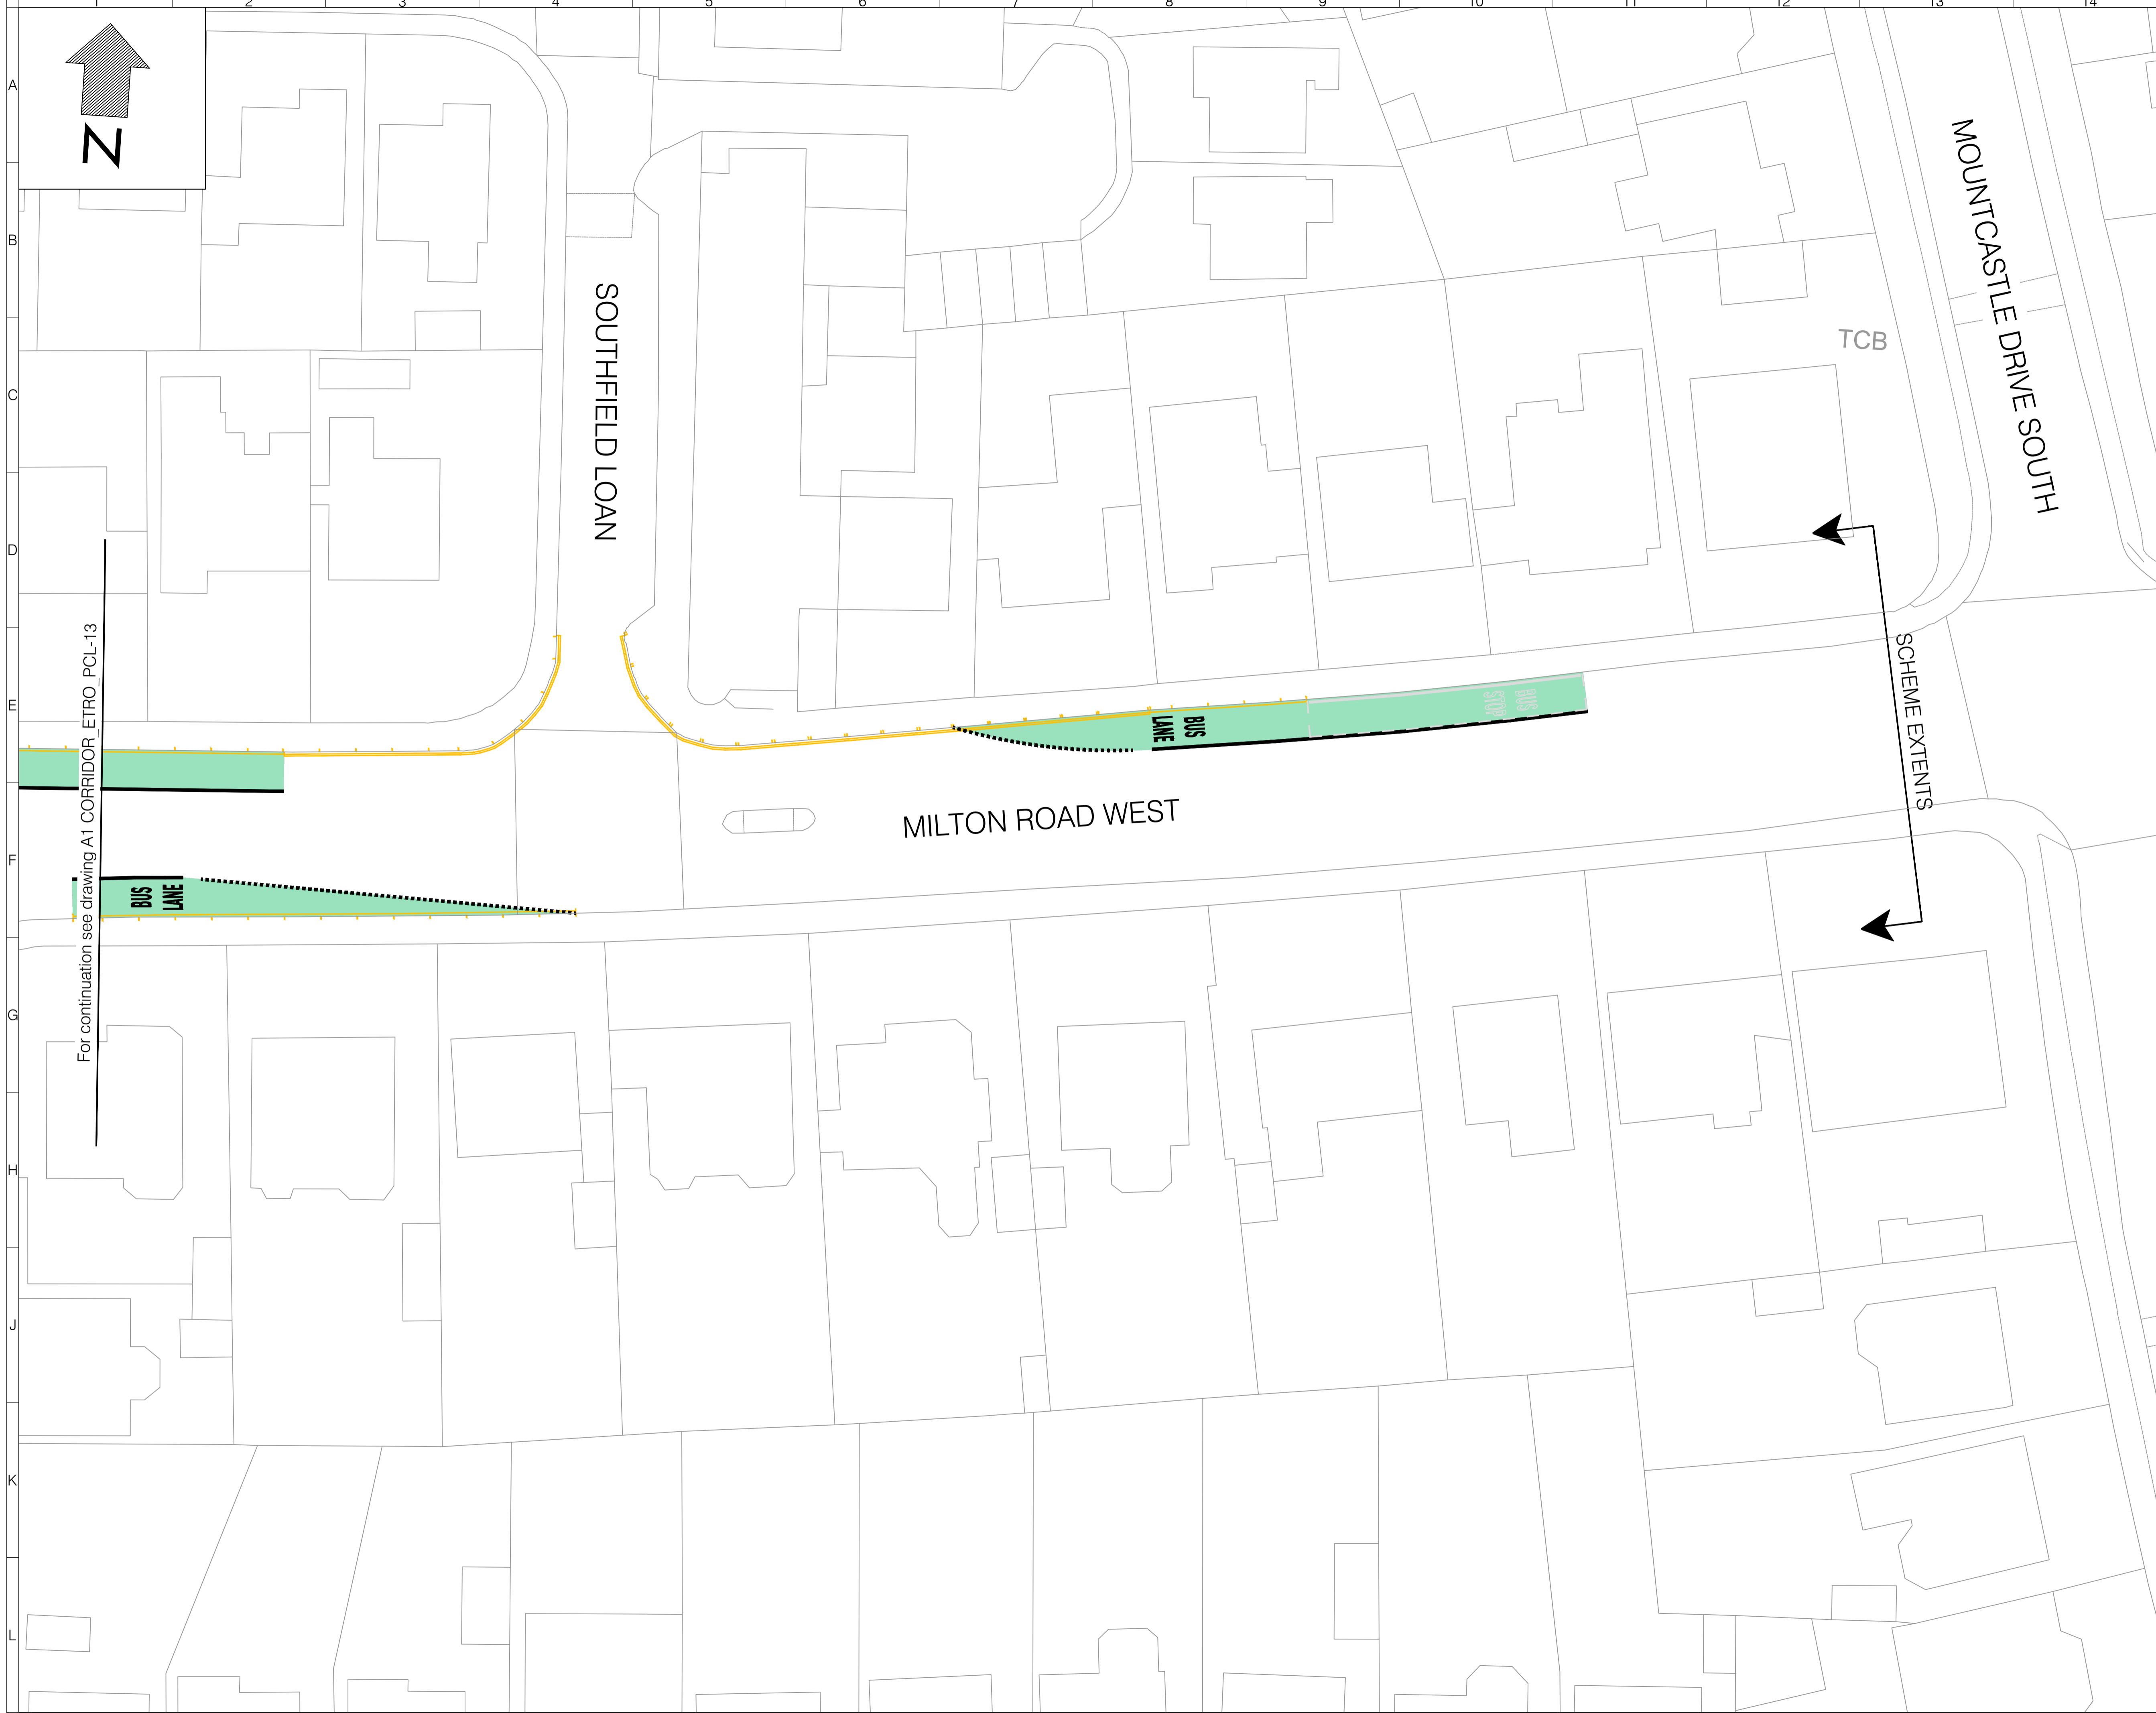 1 2 3 4 5 6 7 8 9 10 11 12 13 14
A
B
C
D
E
F
G
H
J
K
L
N
SOUTHFIELD LOAN
MOUNTCASTLE DRIVE SOUTH
TCB
SCHEME EXTENTS
For continuation see drawing A1 CORRIDOR_ETRO_PCL-13
BUS
LANE
BUS
STOP
MILTON ROAD WEST
BUS
LANE